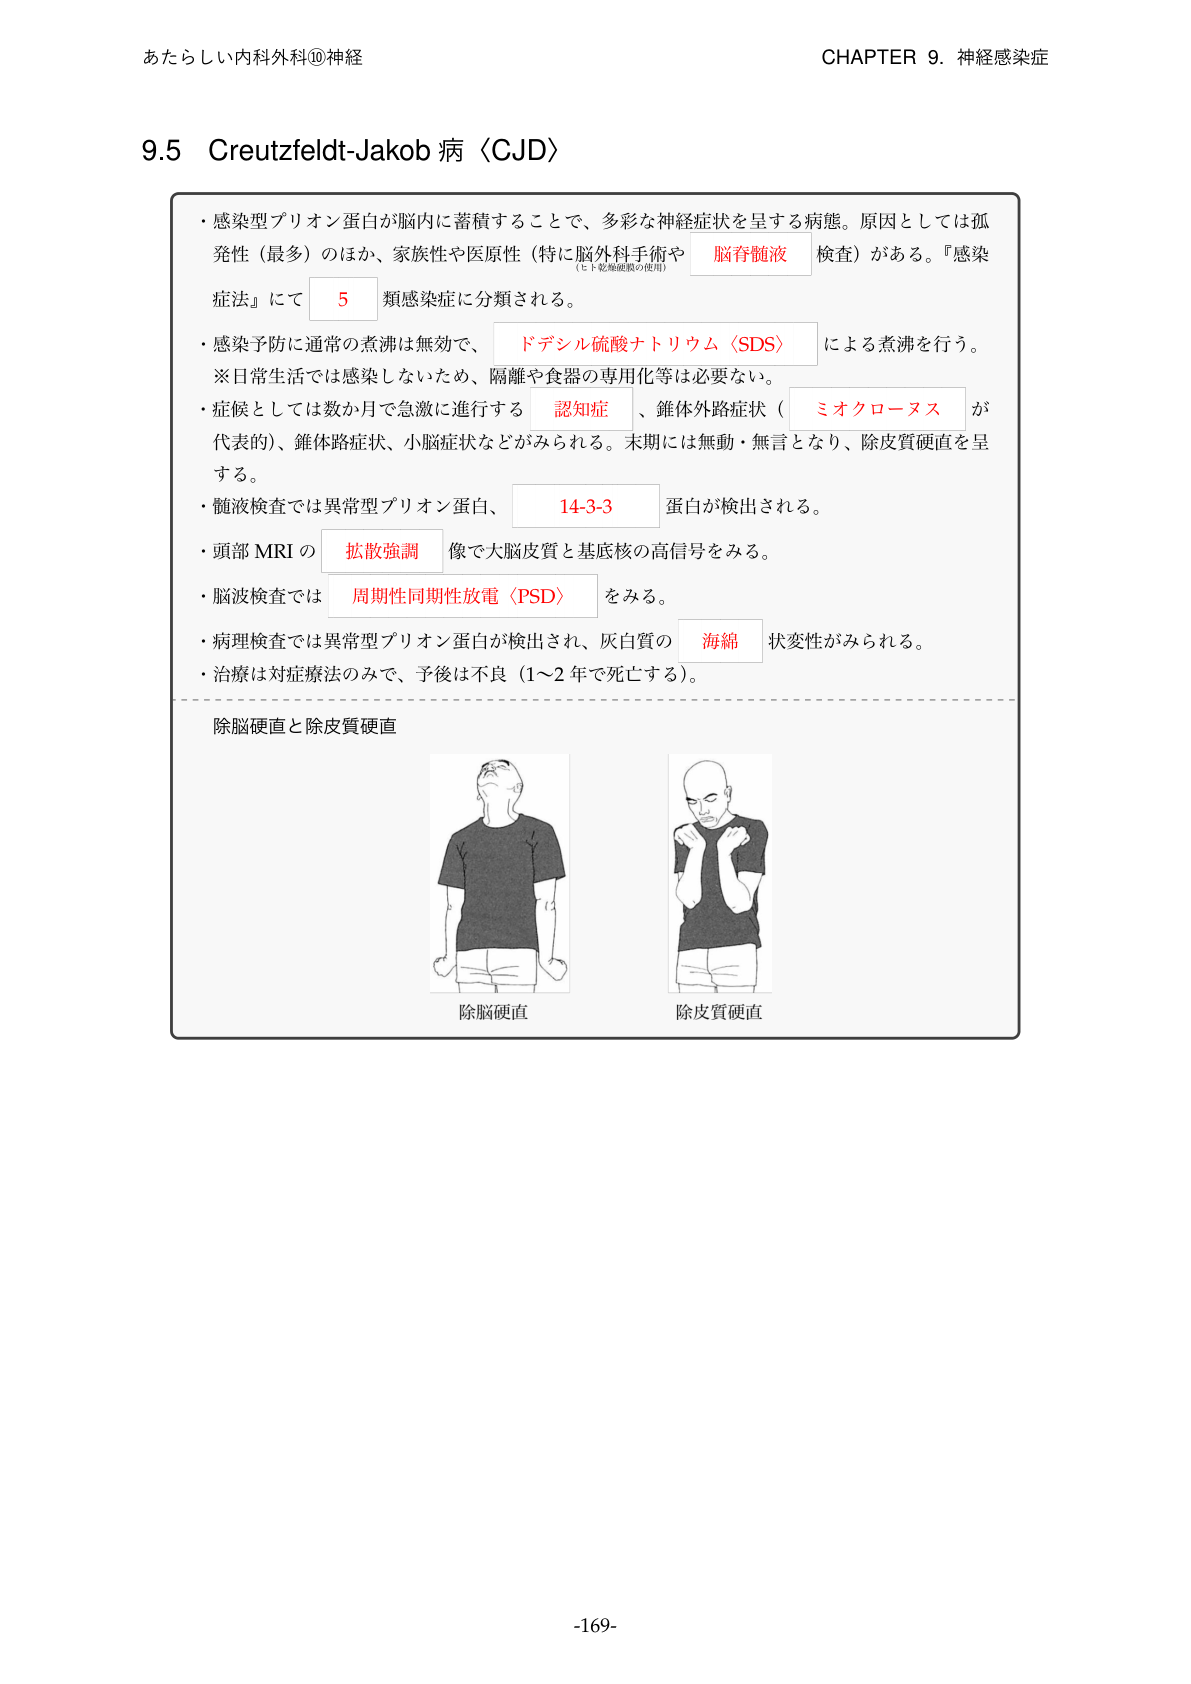 あたらしい内科外科⑩神経 CHAPTER 9. 神経感染症
9.5 Creutzfeldt-Jakob 病〈CJD〉
・感染型プリオン蛋白が脳内に蓄積することで、多彩な神経症状を呈する病態。原因としては孤
発性（最多）のほか、家族性や医原性（特に脳外科手術や 脳脊髄液 検査）がある。『感染
（ヒト乾燥硬膜の使用）
症法』にて 5 類感染症に分類される。
・感染予防に通常の煮沸は無効で、 ドデシル硫酸ナトリウム〈SDS〉 による煮沸を行う。
※日常生活では感染しないため、隔離や食器の専用化等は必要ない。
・症候としては数か月で急激に進行する 認知症 、錐体外路症状（ ミオクローヌス が
代表的）、錐体路症状、小脳症状などがみられる。末期には無動・無言となり、除皮質硬直を呈
する。
・髄液検査では異常型プリオン蛋白、 14-3-3 蛋白が検出される。
・頭部 MRI の 拡散強調 像で大脳皮質と基底核の高信号をみる。
・脳波検査では 周期性同期性放電〈PSD〉 をみる。
・病理検査では異常型プリオン蛋白が検出され、灰白質の 海綿 状変性がみられる。
・治療は対症療法のみで、予後は不良（1〜2 年で死亡する）。
除脳硬直と除皮質硬直
除脳硬直 除皮質硬直
-169-